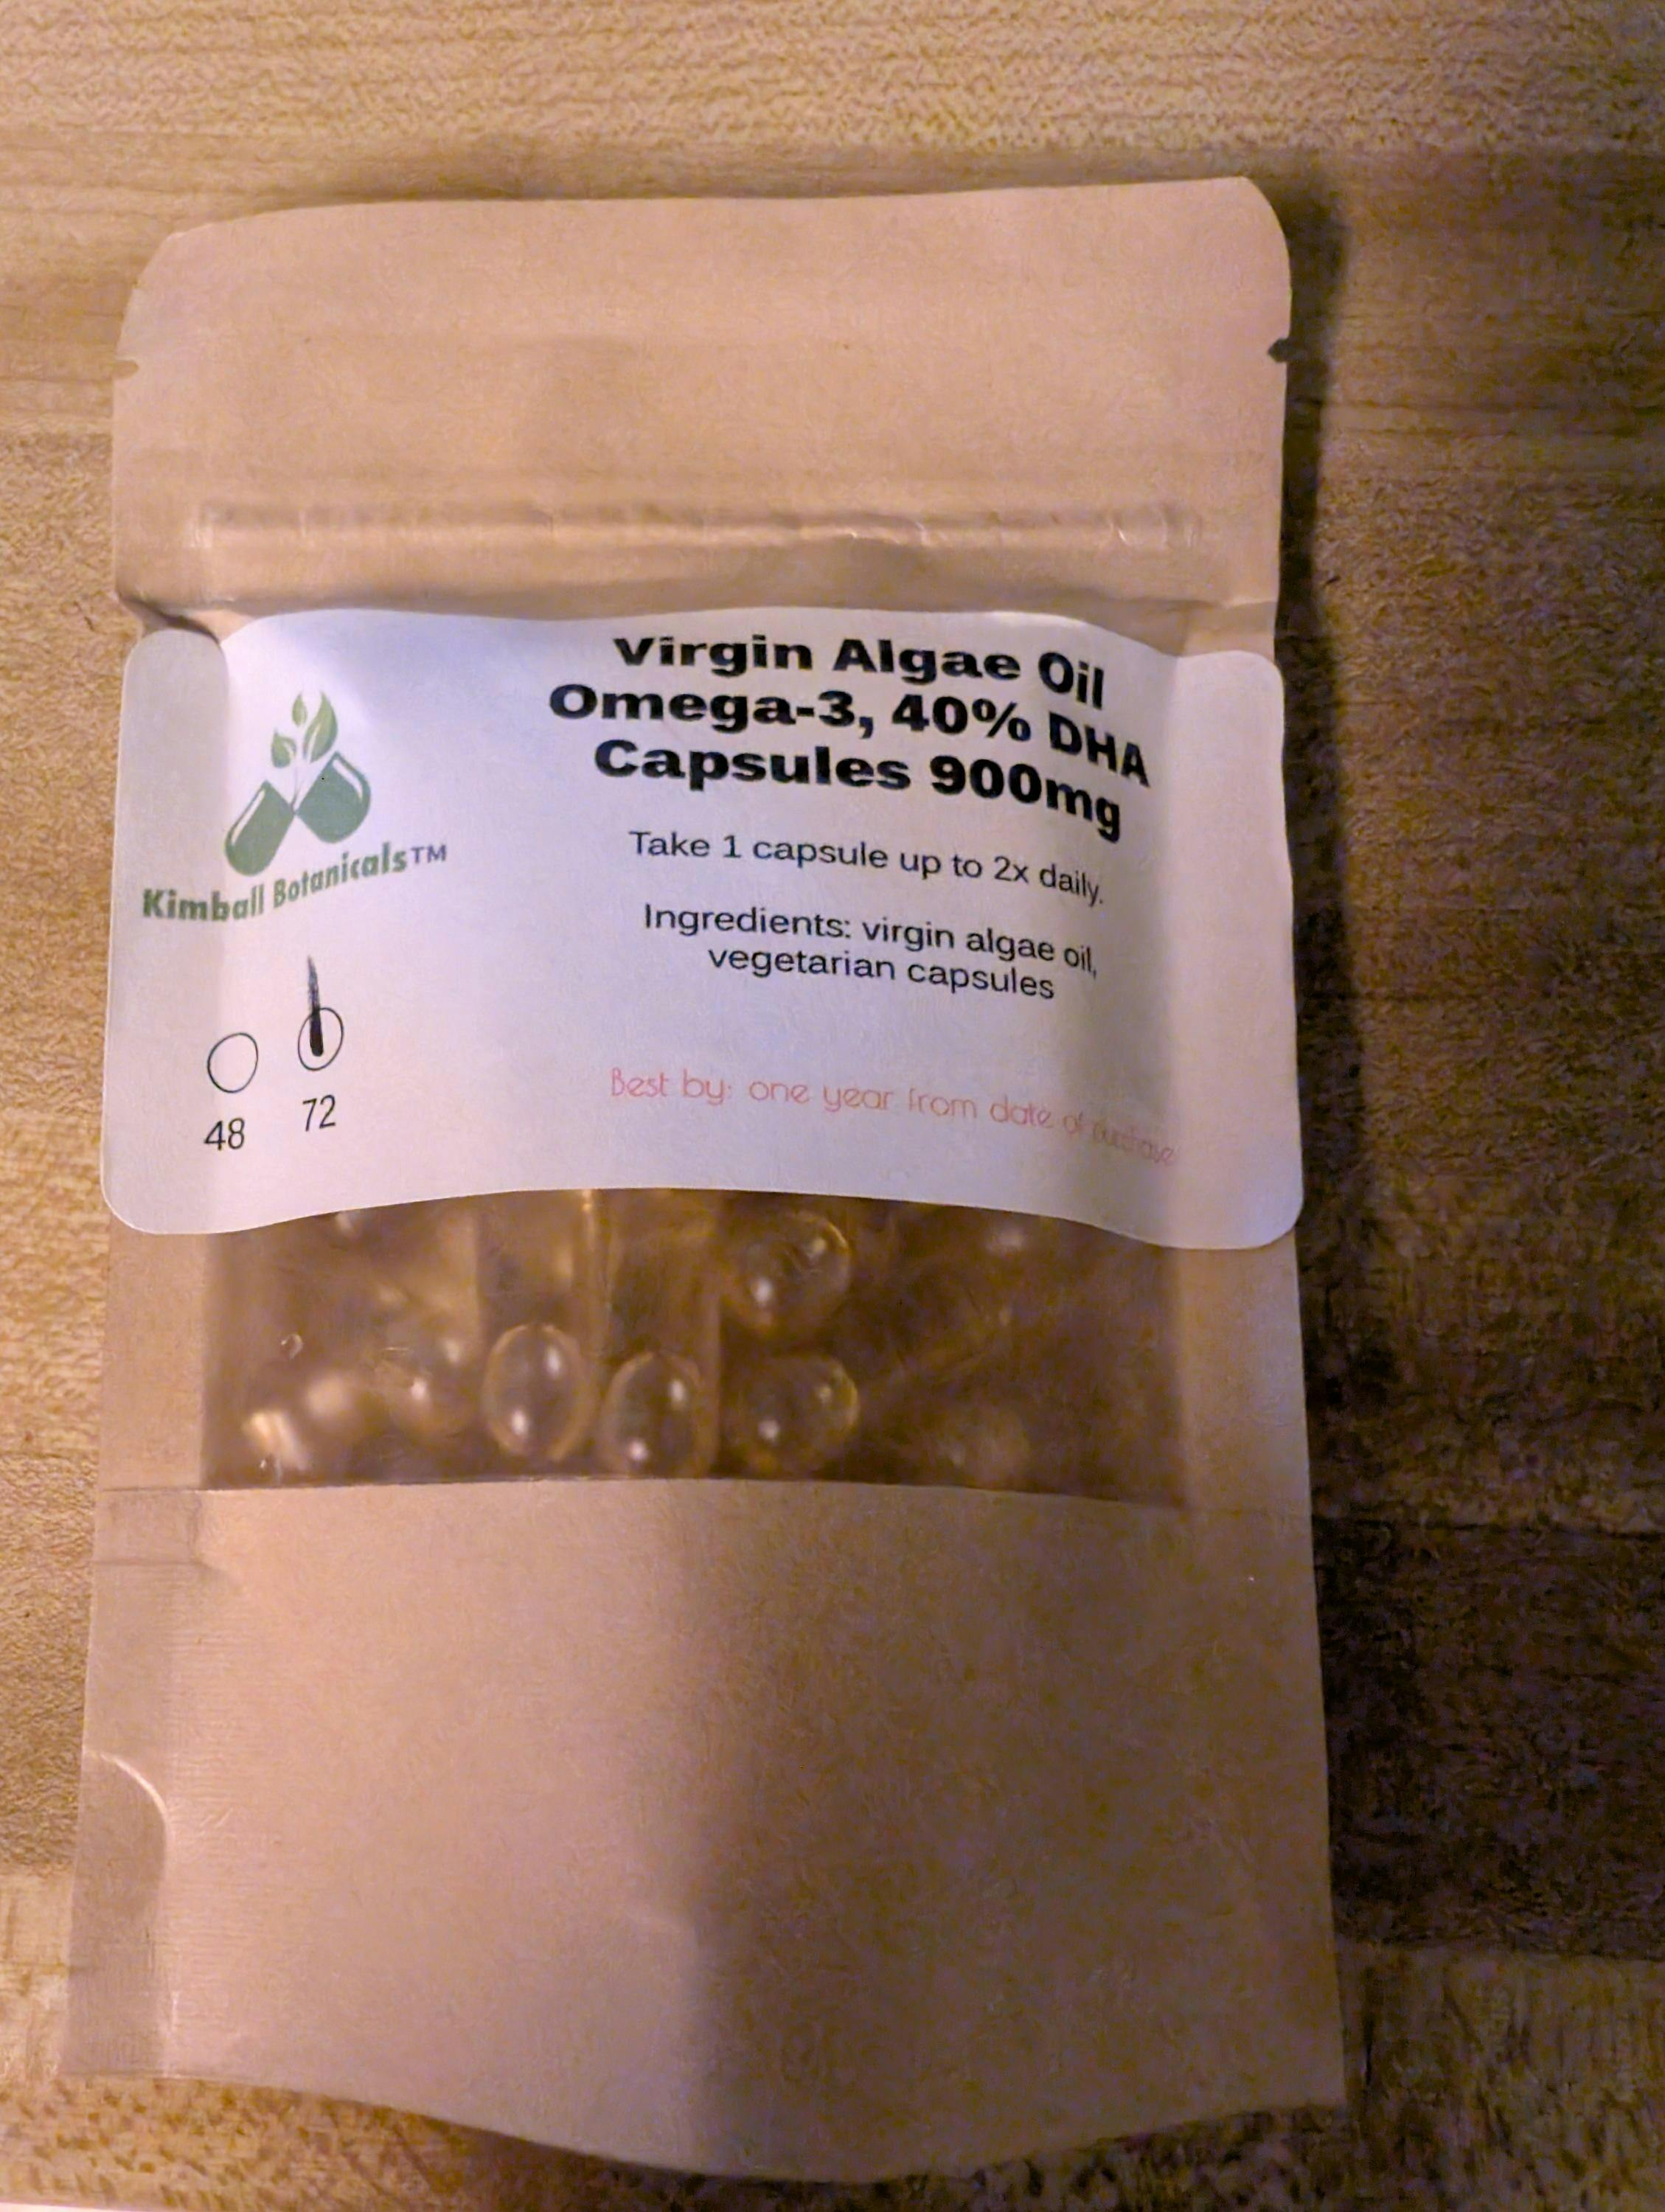 Virgin Algae Oil
Omega-3, 40% DHA
Capsules 900mg
Take 1 capsule up to 2x daily.
Ingredients: virgin algae oil,
vegetarian capsules
Kimball Botanicals™
48
72
Best by: one year from date of purchase